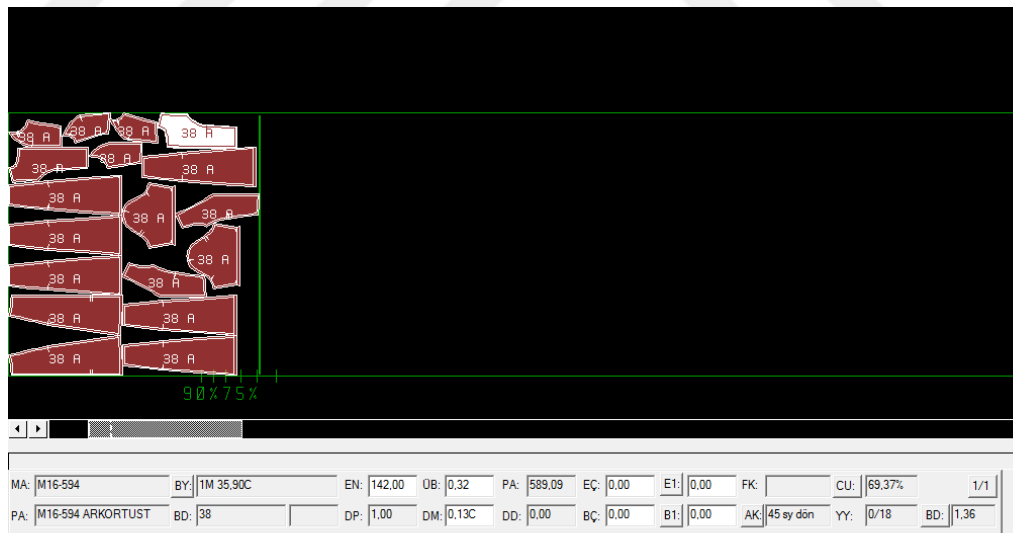 38 A 38 A 38 A 38 A
38 A 38 A 38 A
38 A 38 A 38 A
38 A 38 A
38 A 38 A
38 A 38 A
38 A 38 A
90%75%
MA: M16-594 BY: 1M 35,90C EN: 142,00 ÜB: 0,32 PA: 589,09 EÇ: 0,00 E1: 0,00 FK: CU: 69,37% 1/1
PA: M16-594 ARKORTUST BD: 38 DP: 1,00 DM: 0,13C DD: 0,00 BÇ: 0,00 B1: 0,00 AK: 45 sy dön YY: 0/18 BD: 1,36